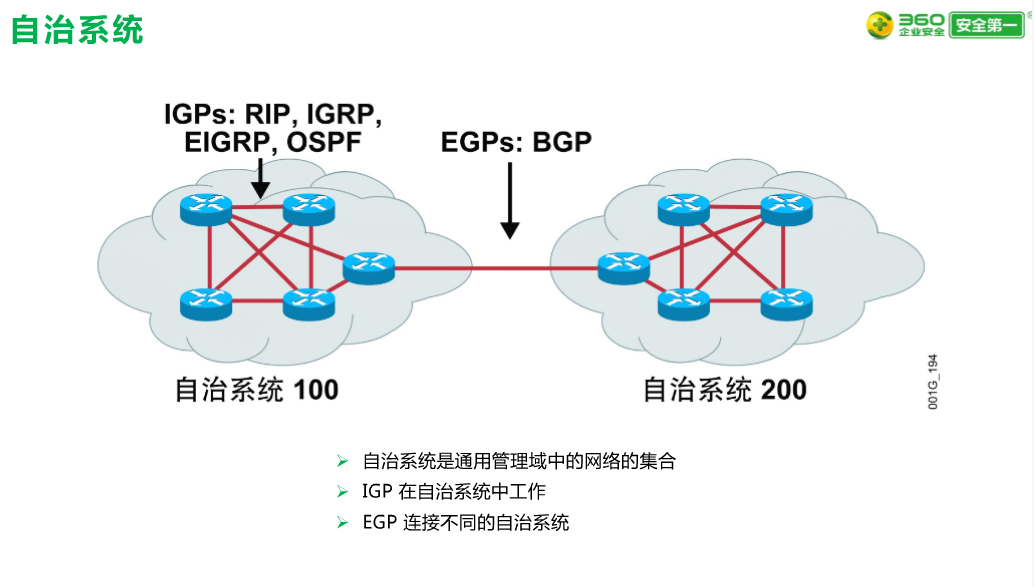 自治系统
360
企业安全
安全第一
IGPs: RIP, IGRP,
EIGRP, OSPF
EGPs: BGP
自治系统 100
自治系统 200
001G_194
自治系统是通用管理域中的网络的集合
IGP 在自治系统中工作
EGP 连接不同的自治系统